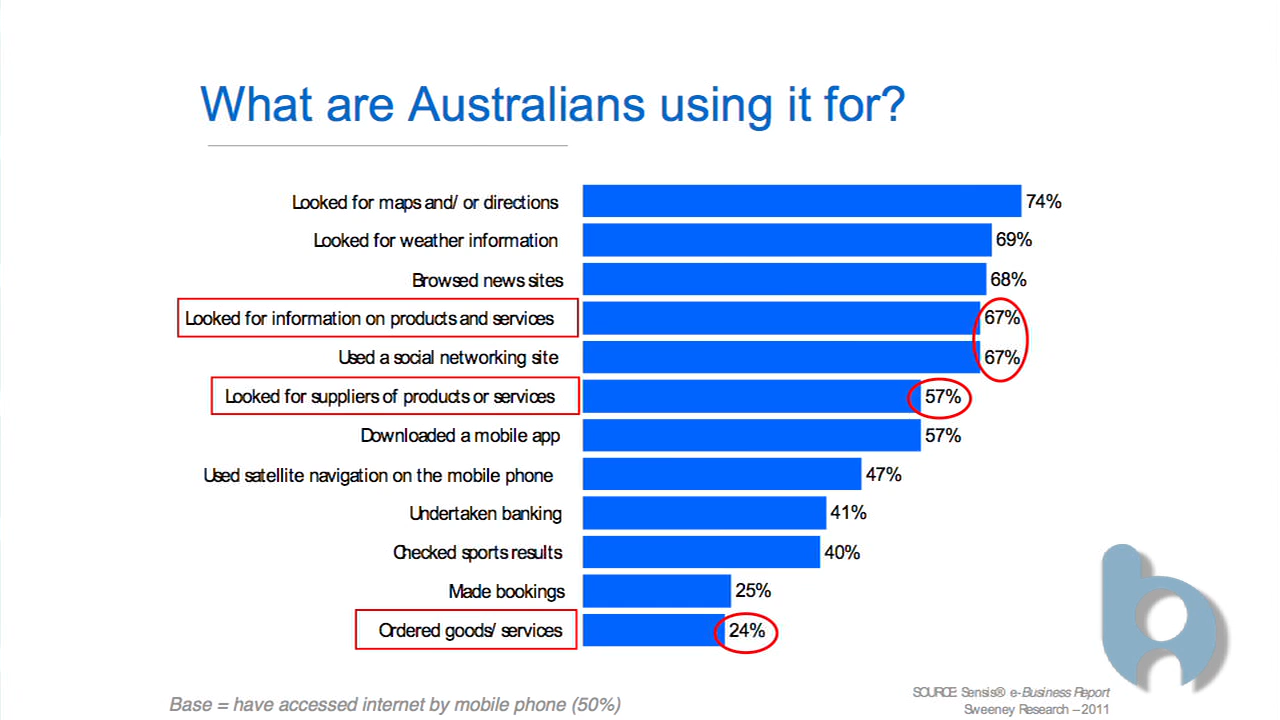 What are Australians using it for?
Looked for maps and/ or directions 74%
Looked for weather information 69%
Browsed news sites 68%
Looked for information on products and services 67%
Used a social networking site 67%
Looked for suppliers of products or services 57%
Downloaded a mobile app 57%
Used satellite navigation on the mobile phone 47%
Undertaken banking 41%
Checked sports results 40%
Made bookings 25%
Ordered goods/ services 24%
Base = have accessed internet by mobile phone (50%)
SOURCE: Sensis® e-Business Report
Sweeney Research – 2011